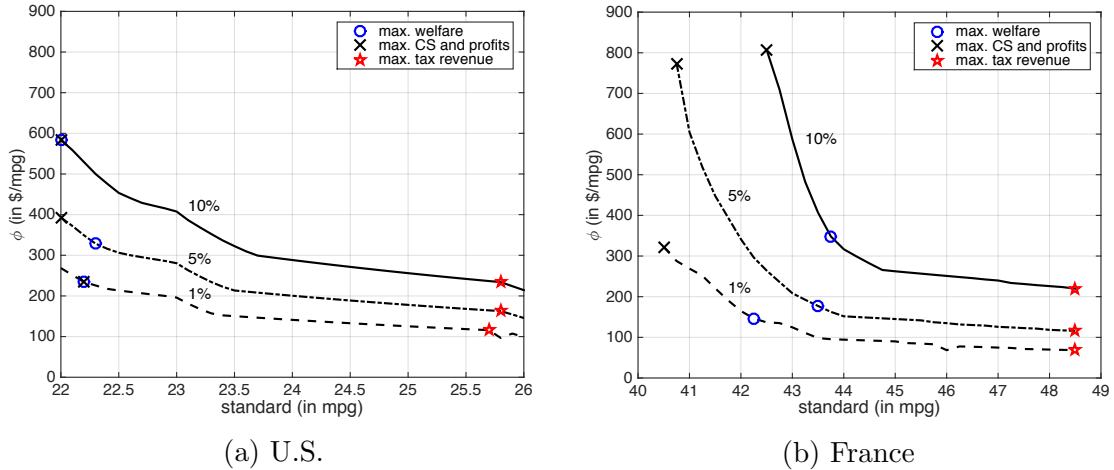 max. welfare
max. CS and profits
max. tax revenue
900
800
700
600
500
400
300
200
100
0
ϕ (in $/mpg)
10%
5%
1%
22 22.5 23 23.5 24 24.5 25 25.5 26
standard (in mpg)
(a) U.S.
max. welfare
max. CS and profits
max. tax revenue
900
800
700
600
500
400
300
200
100
0
ϕ (in $/mpg)
10%
5%
1%
40 41 42 43 44 45 46 47 48 49
standard (in mpg)
(b) France